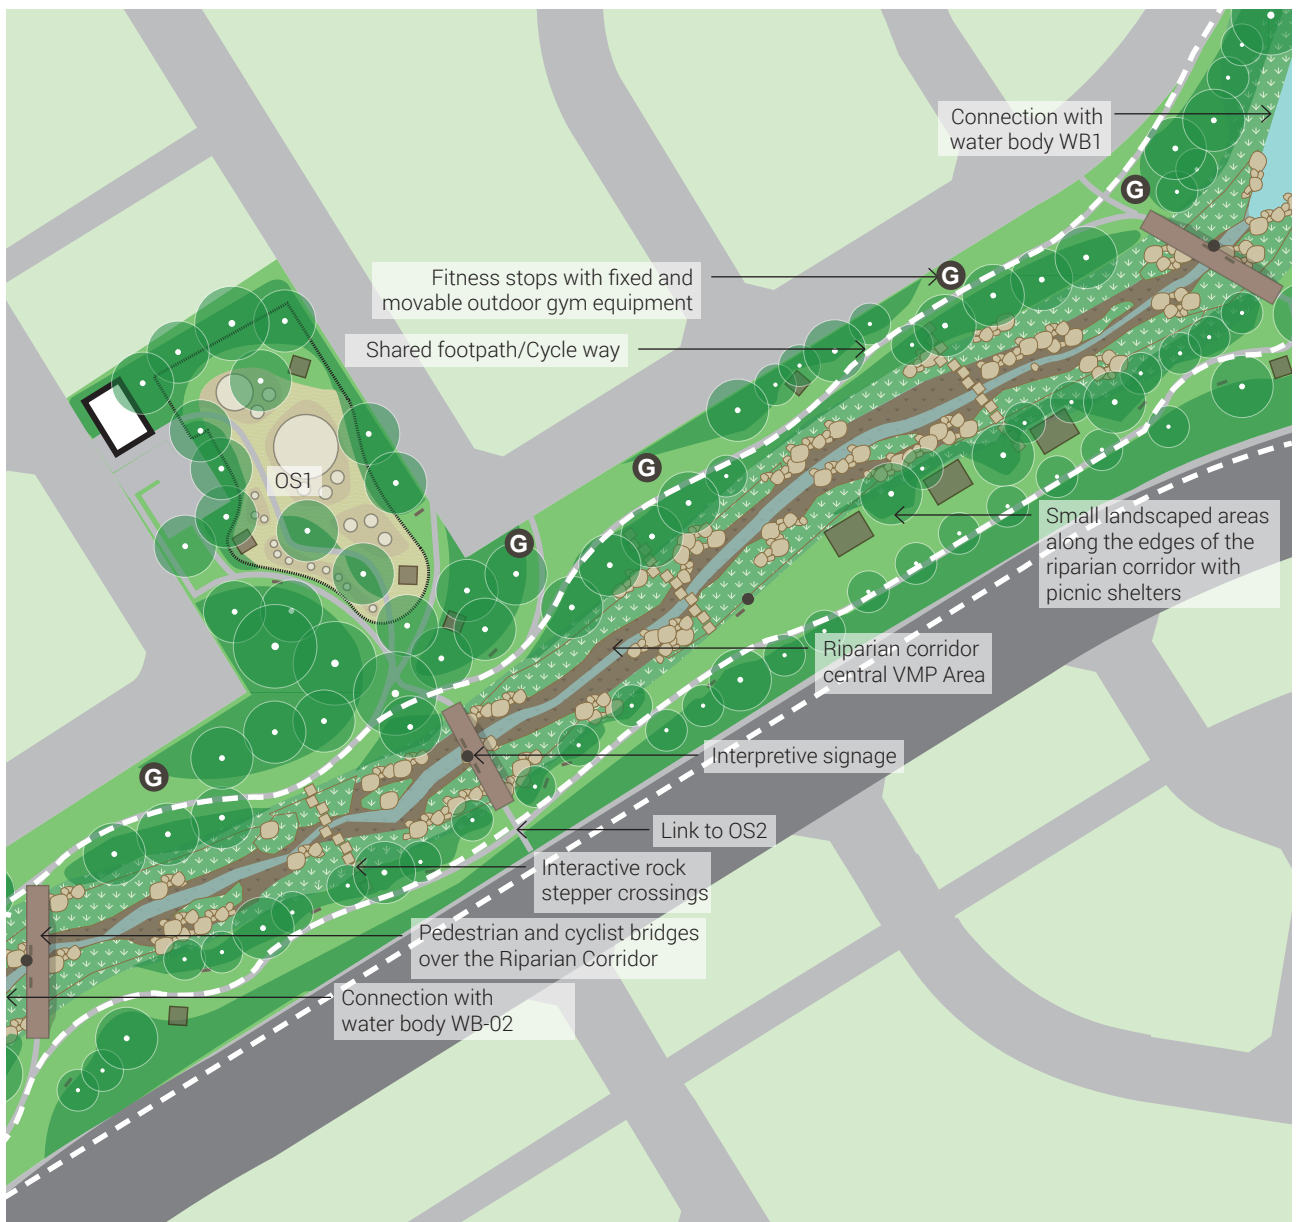 Connection with
water body WB1
G
Fitness stops with fixed and
movable outdoor gym equipment
G
Shared footpath/Cycle way
G
OS1
G
Small landscaped areas
along the edges of the
riparian corridor with
picnic shelters
Riparian corridor
central VMP Area
Interpretive signage
G
Link to OS2
Interactive rock
stepper crossings
Pedestrian and cyclist bridges
over the Riparian Corridor
Connection with
water body WB-02